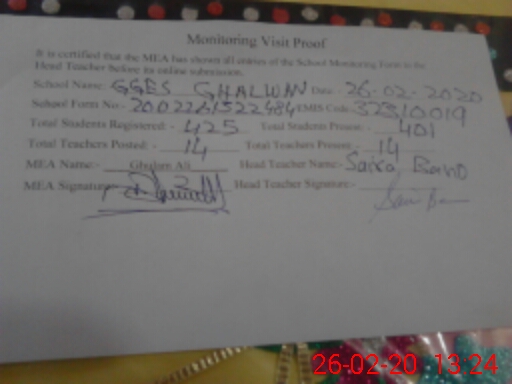 Monitoring Visit Proof
It is certified that the MEA has shown all entries of the School Monitoring Form to the
Head Teacher before its online submission.
School Name: GGES GHALWAN Date: 26-02-2020
School Form No:- EMIS Code: 32310019
Total Students Registered:- 425 Total Students Present:- 401
Total Teachers Posted:- 14 Total Teachers Present:- 14
MEA Name:- Ghulam Ali Head Teacher Name:- Saira Bano
MEA Signature:- Head Teacher Signature:-
26-02-20 13:24